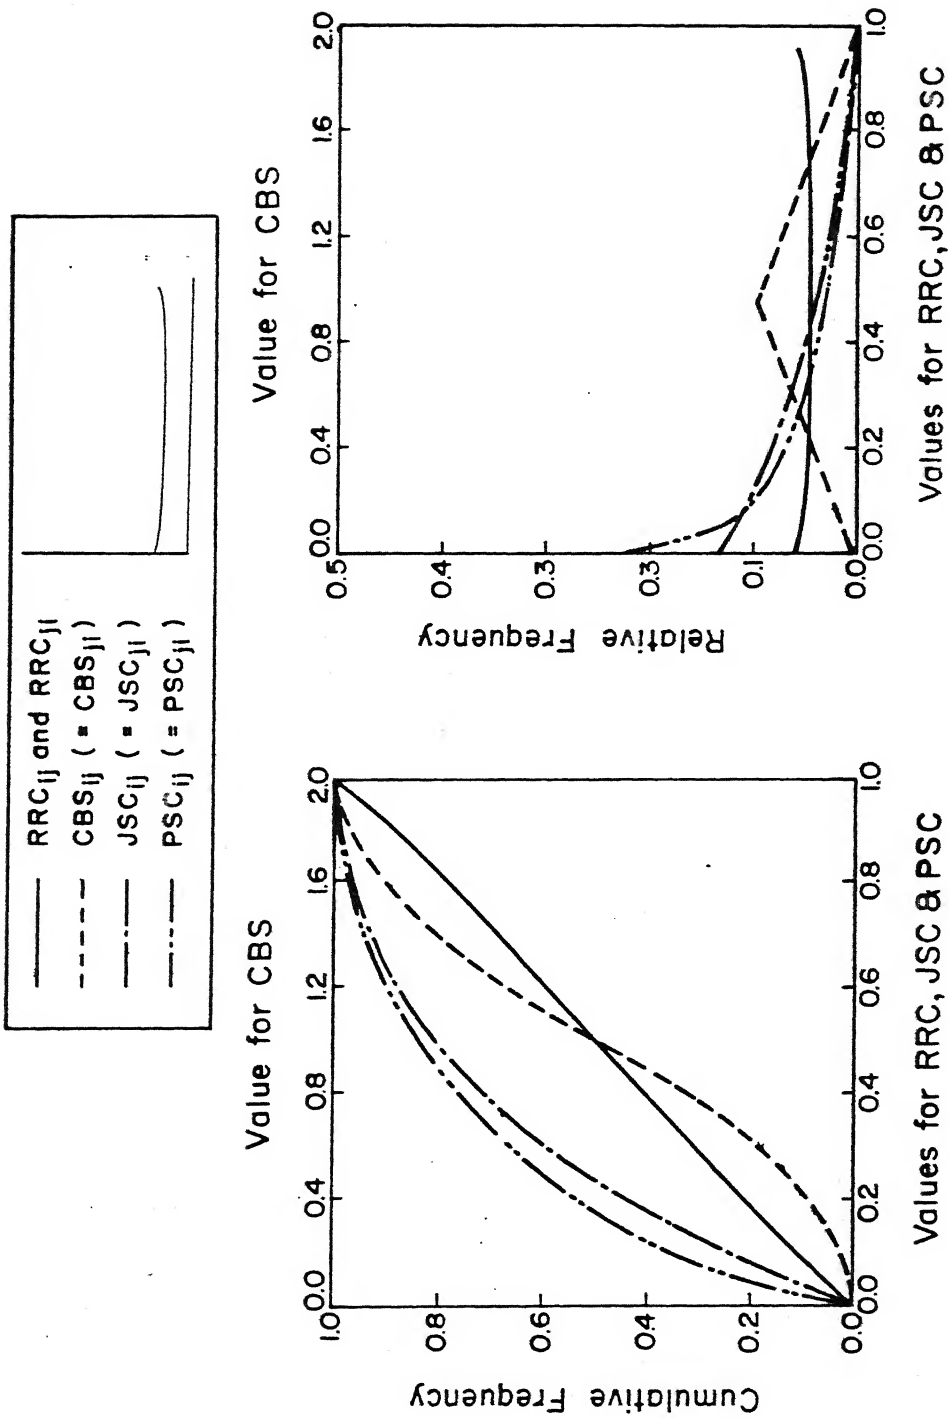 RRCij and RRCji
CBSij ( = CBSji)
JSCij ( = JSCji)
PSCij ( = PSCji)
Value for CBS
0.0 0.4 0.8 1.2 1.6 2.0
1.0
0.8
0.6
0.4
0.2
0.0
Cumulative Frequency
0.0 0.2 0.4 0.6 0.8 1.0
Values for RRC, JSC & PSC
Value for CBS
0.0 0.4 0.8 1.2 1.6 2.0
0.5
0.4
0.3
0.3
0.1
0.0
Relative Frequency
0.0 0.2 0.4 0.6 0.8 1.0
Values for RRC, JSC & PSC